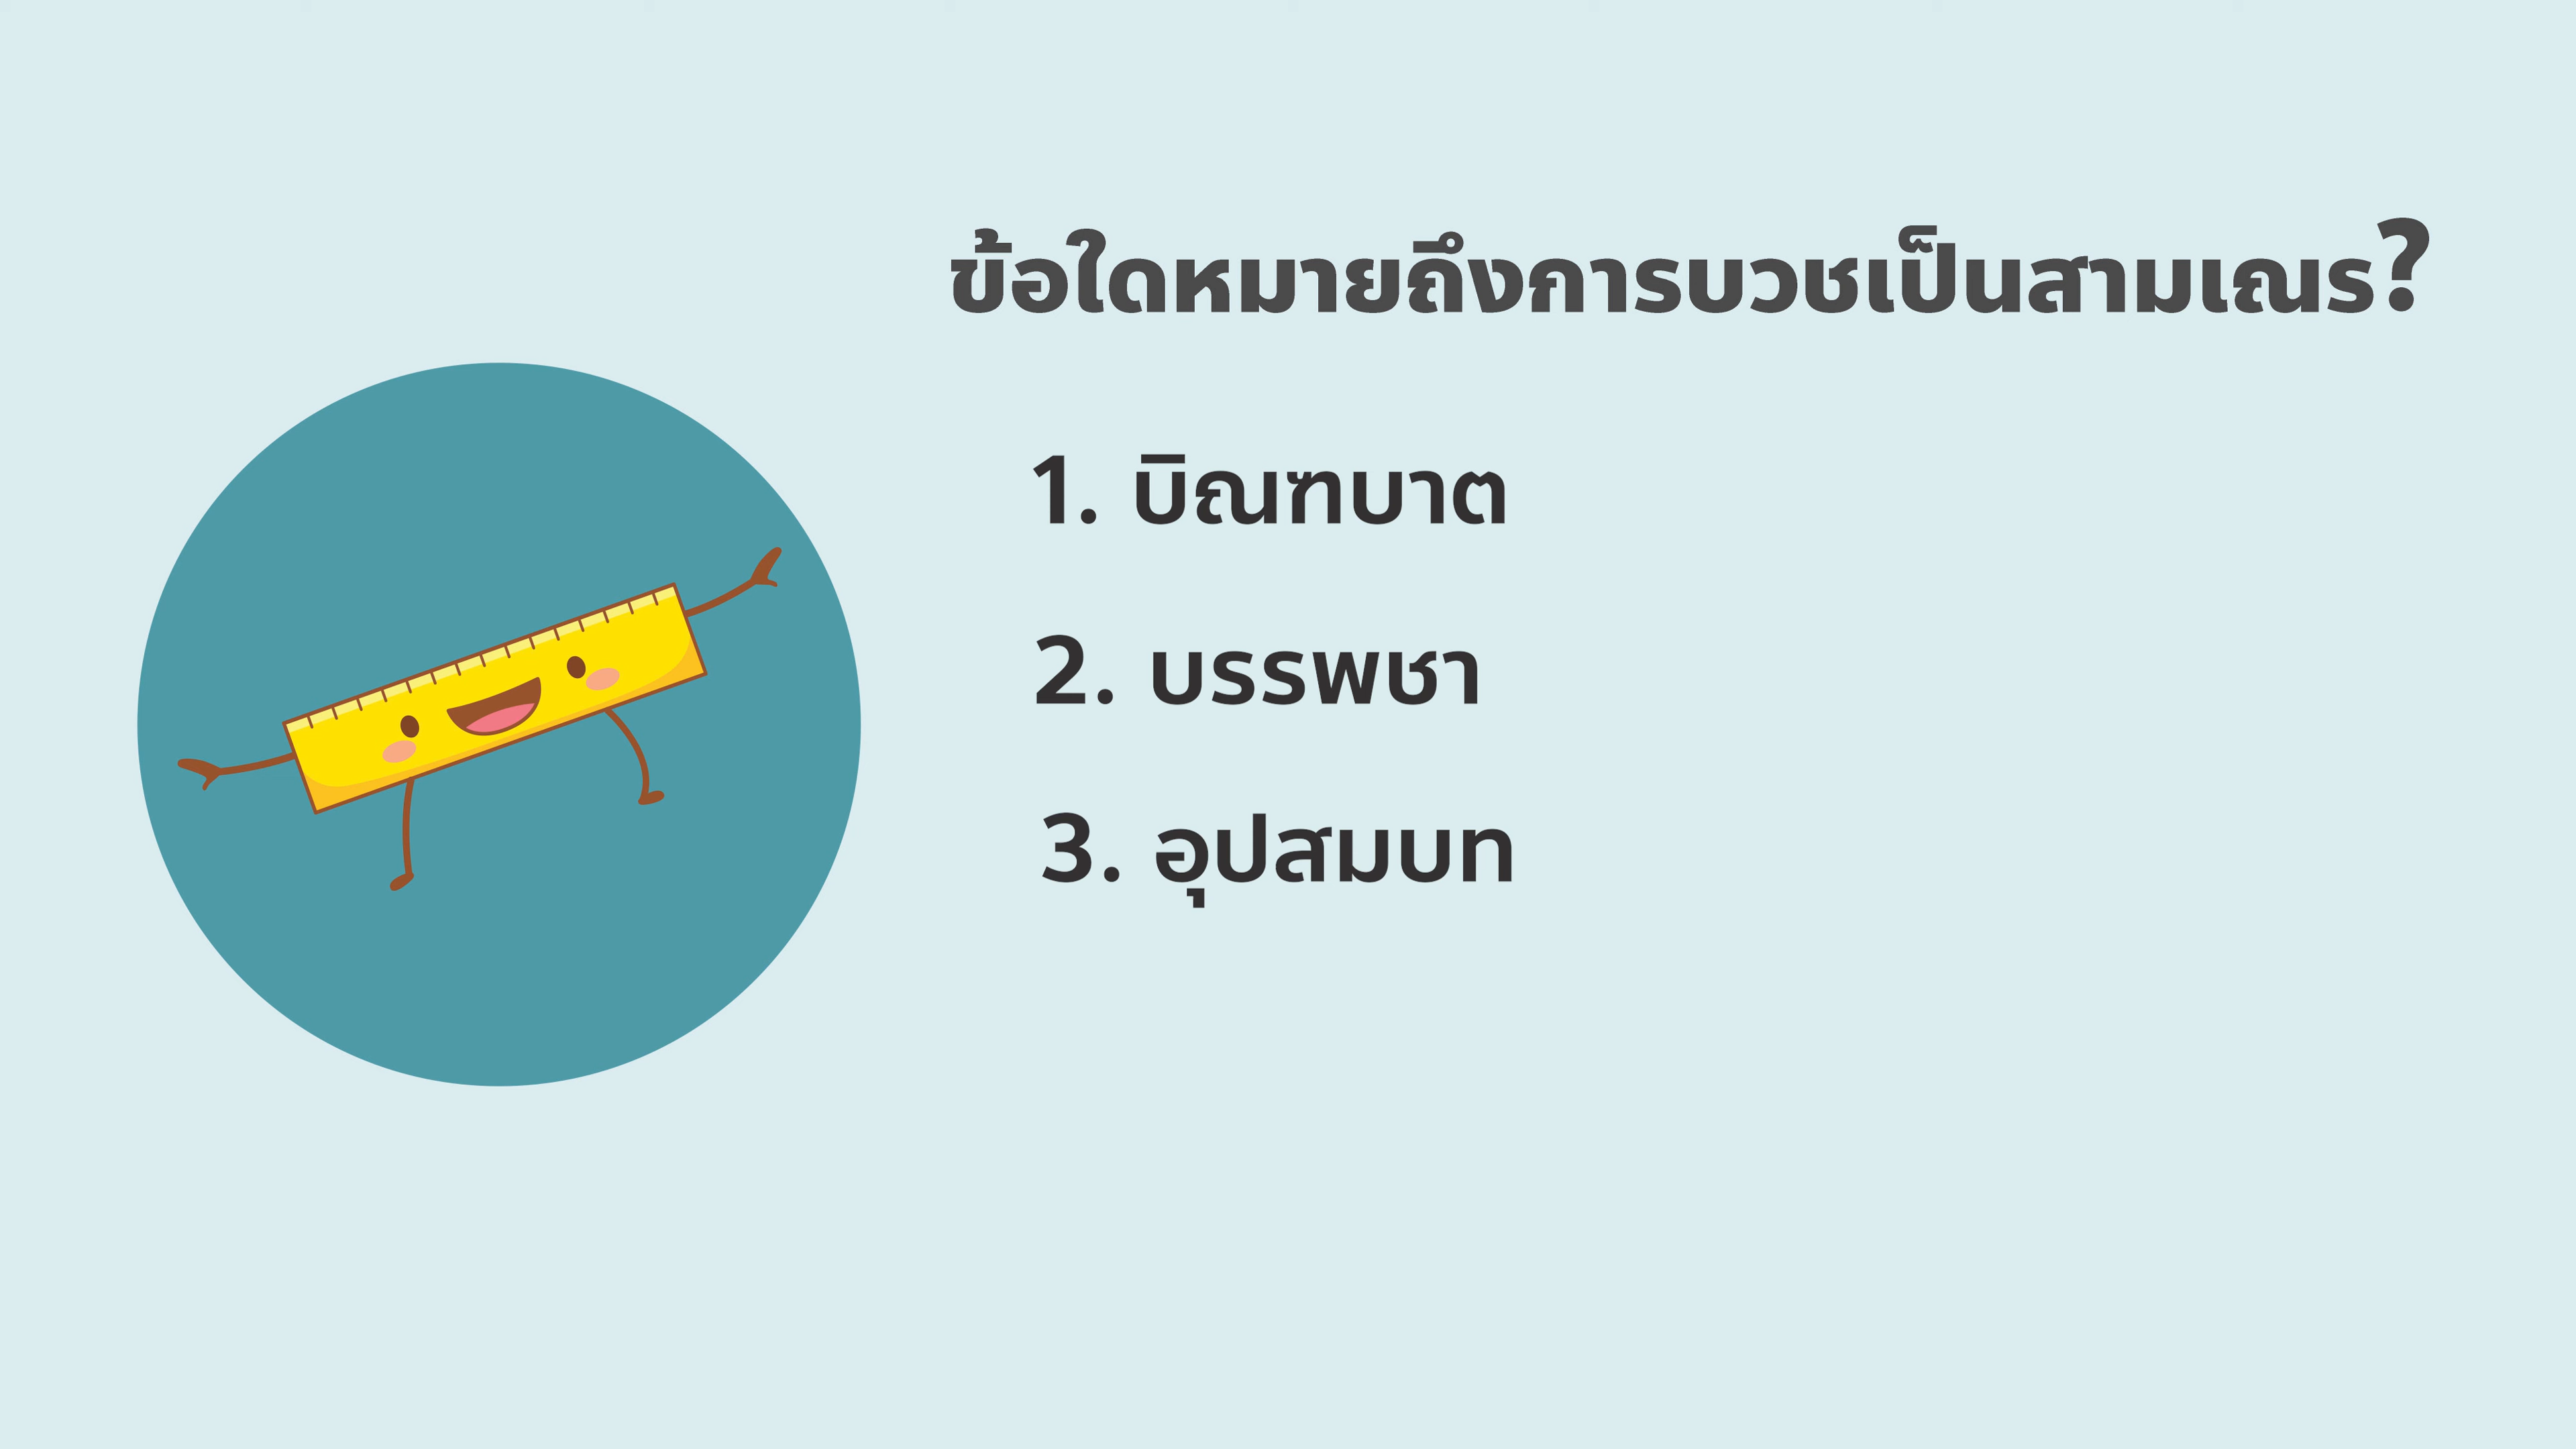 ข้อใดหมายถึงการบวชเป็นสามเณร?
1. บิณฑบาต
2. บรรพชา
3. อุปสมบท